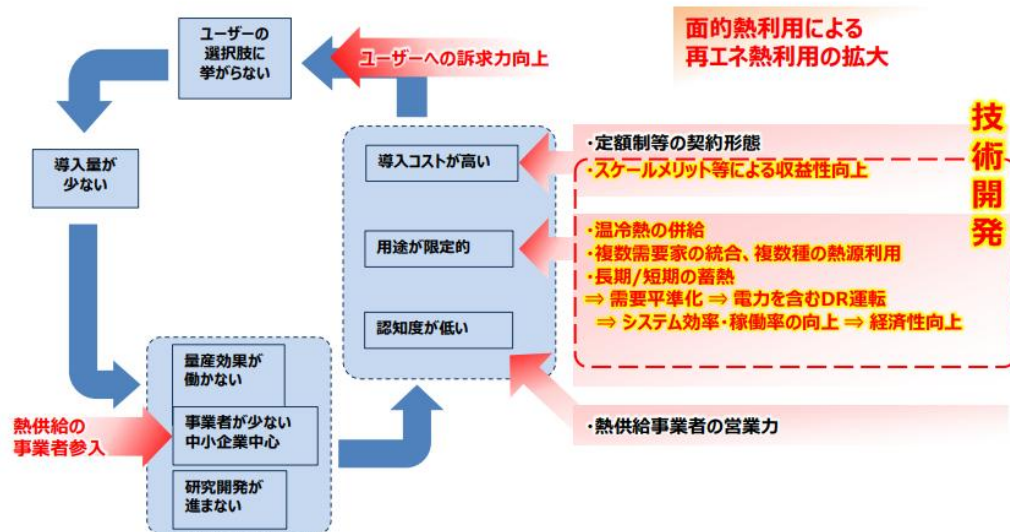 ユーザーの
選択肢に
挙がらない
ユーザーへの訴求力向上
面的熱利用による
再エネ熱利用の拡大
導入量が
少ない
導入コストが高い
用途が限定的
認知度が低い
技術開発
・定額制等の契約形態
・スケールメリット等による収益性向上
・温冷熱の併給
・複数需要家の統合、複数種の熱源利用
・長期/短期の蓄熱
⇒ 需要平準化 ⇒ 電力を含むDR運転
⇒ システム効率・稼働率の向上 ⇒ 経済性向上
・熱供給事業者の営業力
量産効果が
働かない
事業者が少ない
中小企業中心
研究開発が
進まない
熱供給の
事業者参入